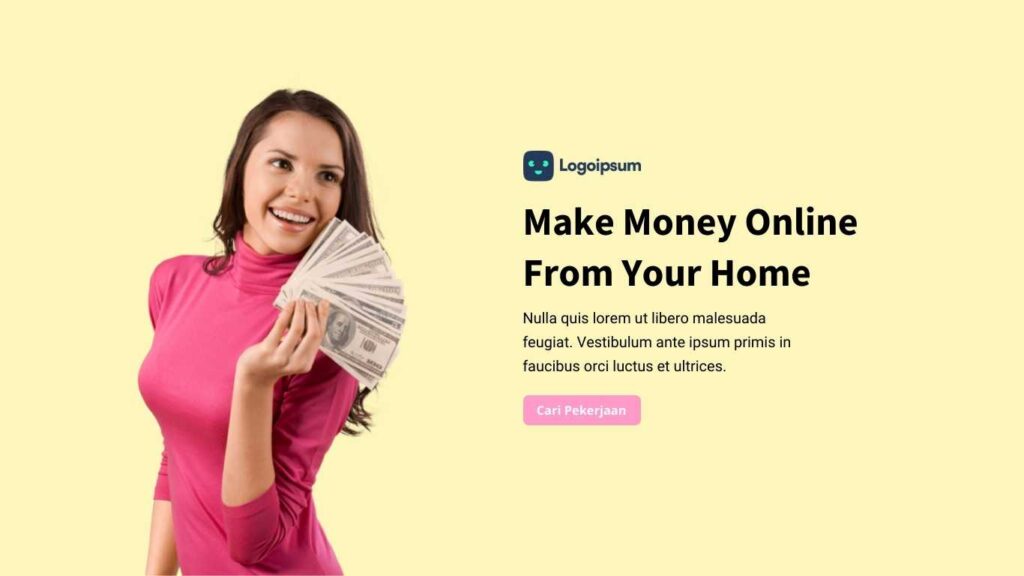 Logoipsum
Make Money Online
From Your Home
Nulla quis lorem ut libero malesuada
feugiat. Vestibulum ante ipsum primis in
faucibus orci luctus et ultrices.
Cari Pekerjaan
100